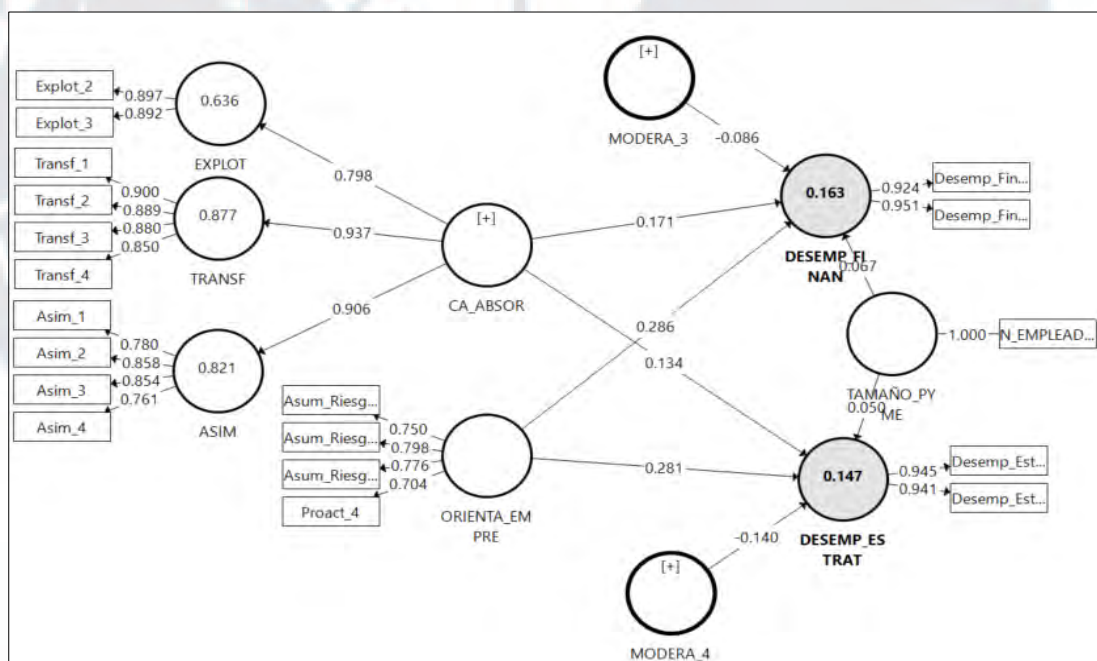 Explot_2
Explot_3
0.897
0.892
0.636
EXPLOT
Transf_1
Transf_2
Transf_3
Transf_4
0.900
0.889
0.880
0.850
0.877
TRANSF
Asim_1
Asim_2
Asim_3
Asim_4
0.780
0.858
0.854
0.761
0.821
ASIM
0.798
0.937
0.906
[+]
CA_ABSOR
Asum_Riesg...
Asum_Riesg...
Asum_Riesg...
Proact_4
0.750
0.798
0.776
0.704
ORIENTA_EM
PRE
[+]
MODERA_3
-0.086
0.171
0.286
0.134
0.281
0.163
DESEMP_FI
NAN
0.924
0.951
Desemp_Fin...
Desemp_Fin...
0.067
TAMAÑO_PY
ME
1.000
N_EMPLEAD...
0.050
0.147
DESEMP_ES
TRAT
0.945
0.941
Desemp_Est...
Desemp_Est...
-0.140
[+]
MODERA_4